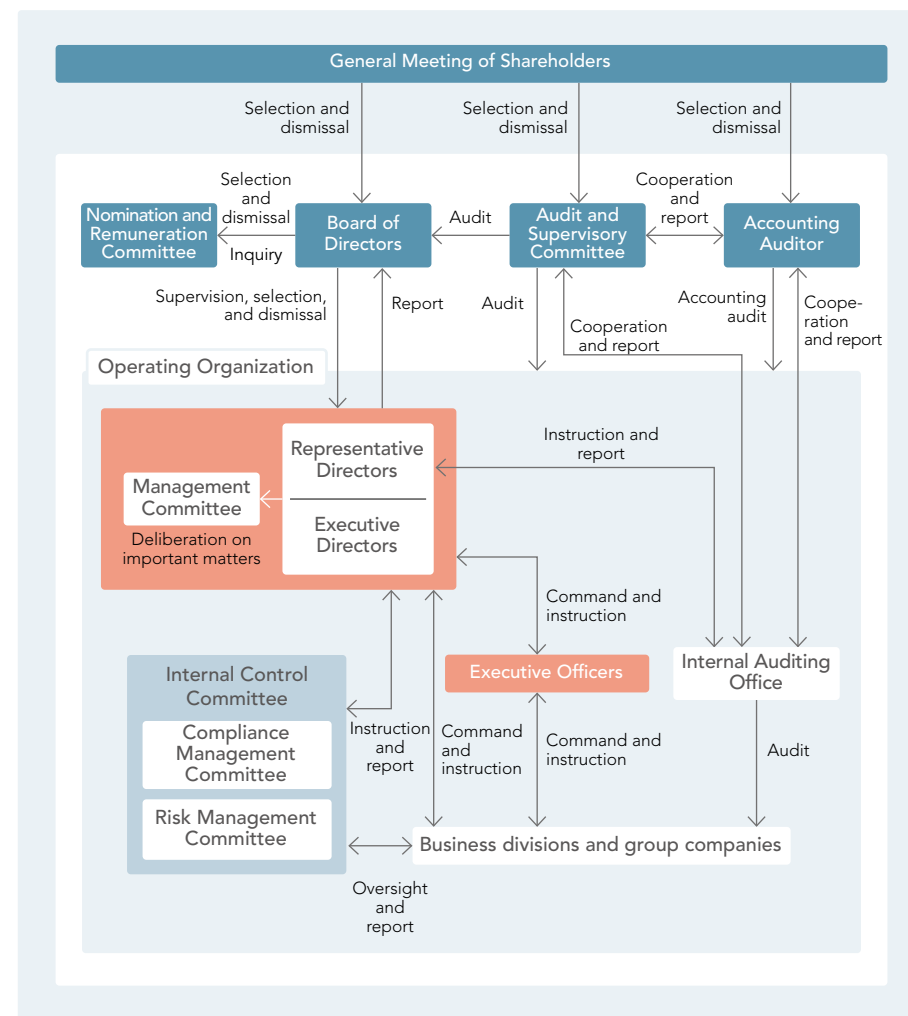 General Meeting of Shareholders
Selection and
dismissal
Selection and
dismissal
Selection and
dismissal
Selection
and
dismissal
Cooperation
and
report
Nomination and
Remuneration
Committee
Inquiry
Board of
Directors
Audit
Audit and
Supervisory
Committee
Accounting
Auditor
Supervision, selection,
and dismissal
Report
Audit
Cooperation
and report
Accounting
audit
Coope-
ration
and report
Operating Organization
Representative
Directors
Executive
Directors
Management
Committee
Deliberation on
important matters
Instruction and
report
Command and
instruction
Internal Control
Committee
Compliance
Management
Committee
Risk Management
Committee
Executive Officers
Internal Auditing
Office
Instruction
and
report
Command
and
instruction
Command and
instruction
Audit
Business divisions and group companies
Oversight
and
report